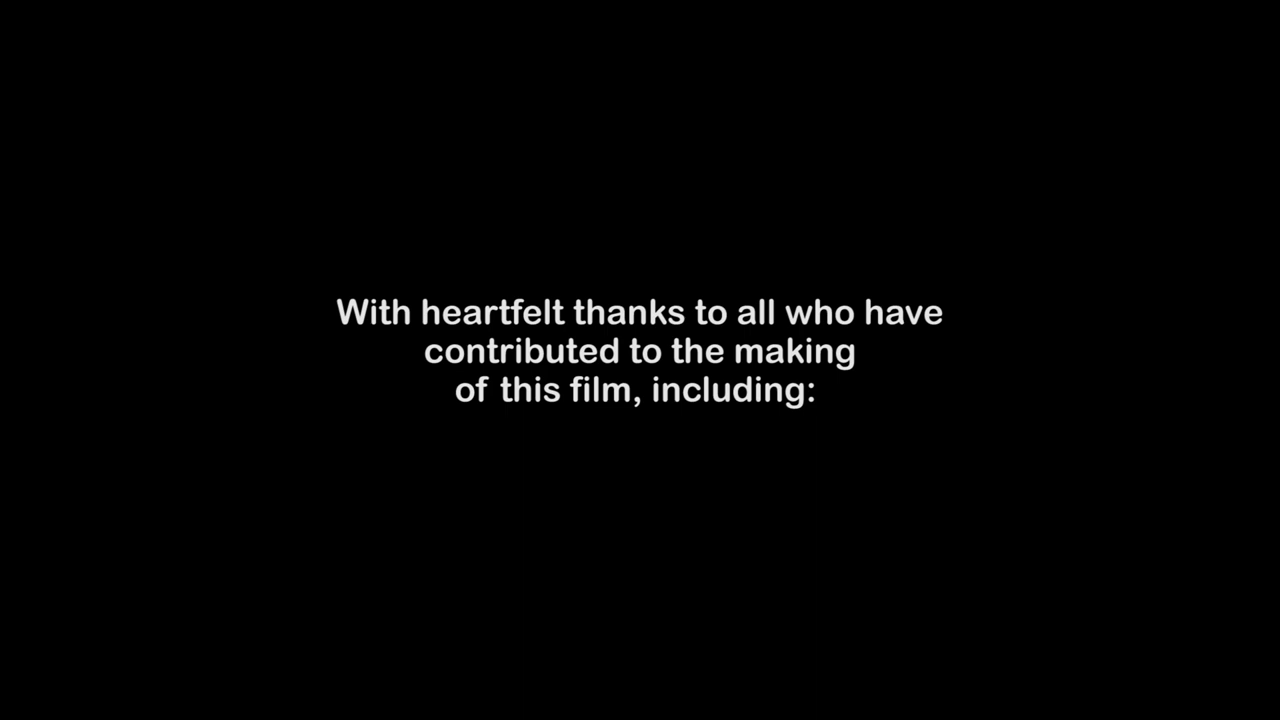 With heartfelt thanks to all who have
contributed to the making
of this film, including: